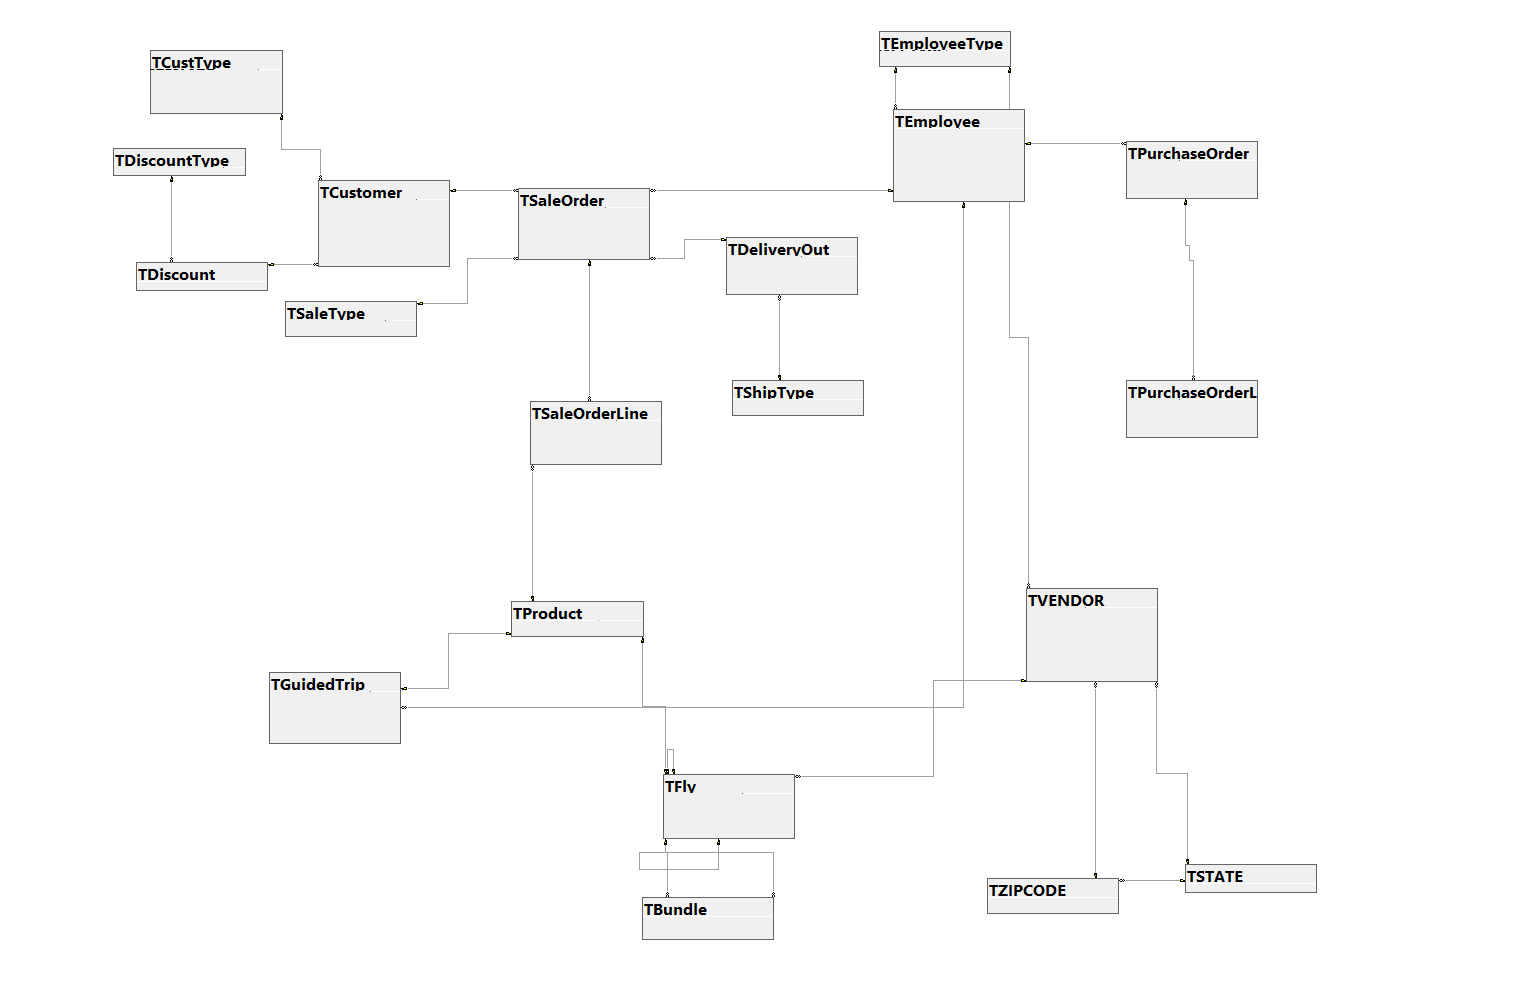 TEmployeeType
TCustType
TEmployee
TPurchaseOrder
TDiscountType
TCustomer
TSaleOrder
TDeliveryOut
TDiscount
TSaleType
TShipType
TPurchaseOrderL
TSaleOrderLine
TVENDOR
TProduct
TGuidedTrip
TFly
TSTATE
TZIPCODE
TBundle